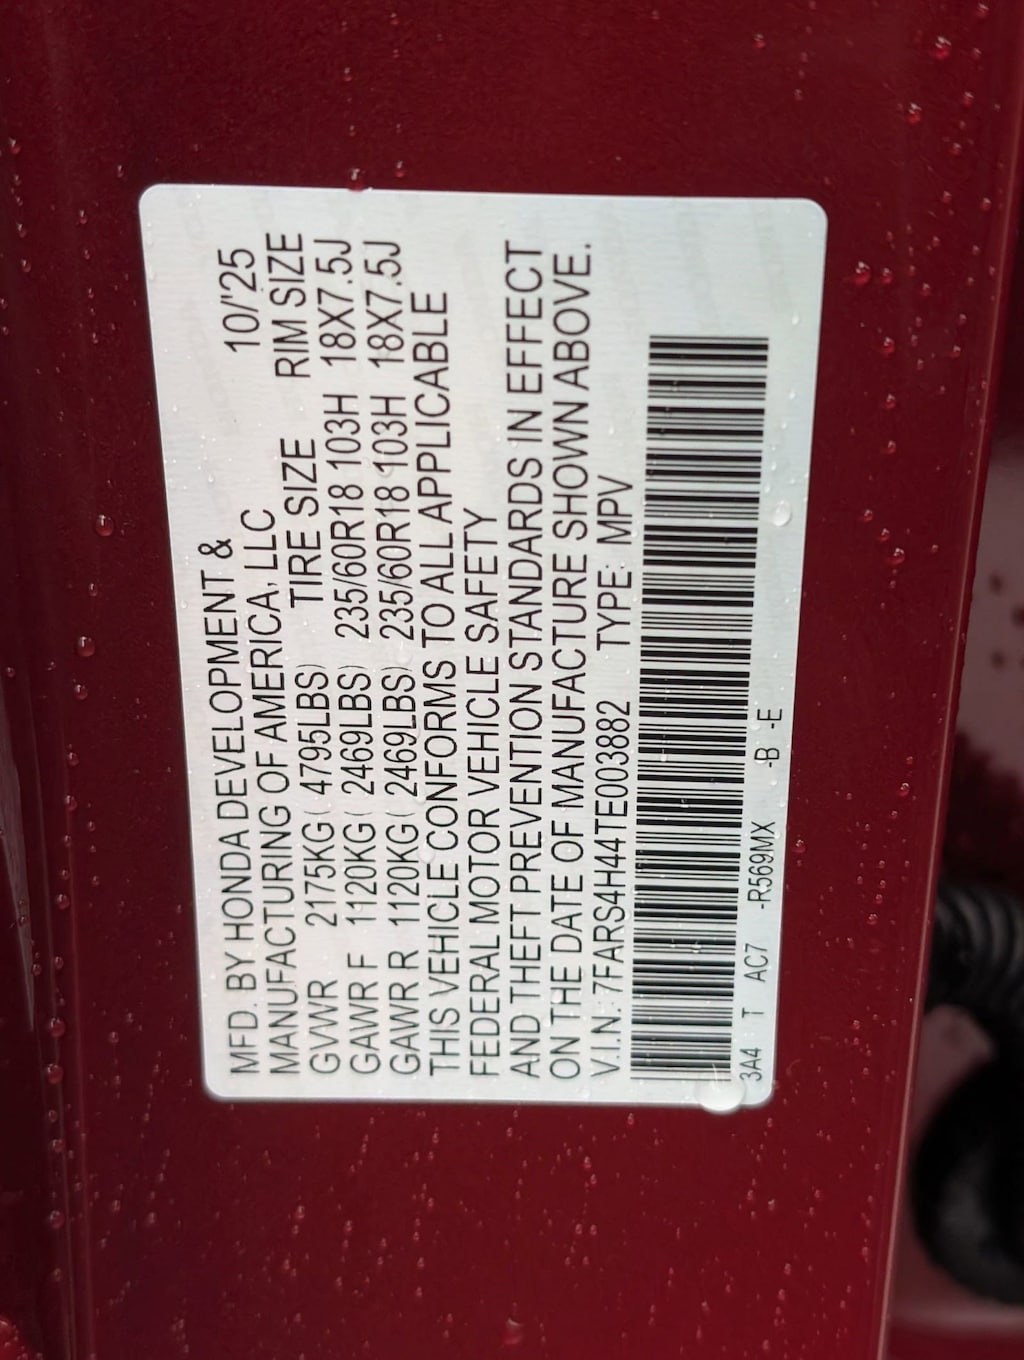 MFD. BY HONDA DEVELOPMENT &
MANUFACTURING OF AMERICA, LLC 10/'25
GVWR 2175KG ( 4795LBS) TIRE SIZE RIM SIZE
GAWR F 1120KG ( 2469LBS) 235/60R18 103H 18X7.5J
GAWR R 1120KG ( 2469LBS) 235/60R18 103H 18X7.5J
THIS VEHICLE CONFORMS TO ALL APPLICABLE
FEDERAL MOTOR VEHICLE SAFETY
AND THEFT PREVENTION STANDARDS IN EFFECT
ON THE DATE OF MANUFACTURE SHOWN ABOVE.
V.I.N.: 7FARS4H44TE003882 TYPE: MPV
3A4 T AC7 -R569MX -B -E